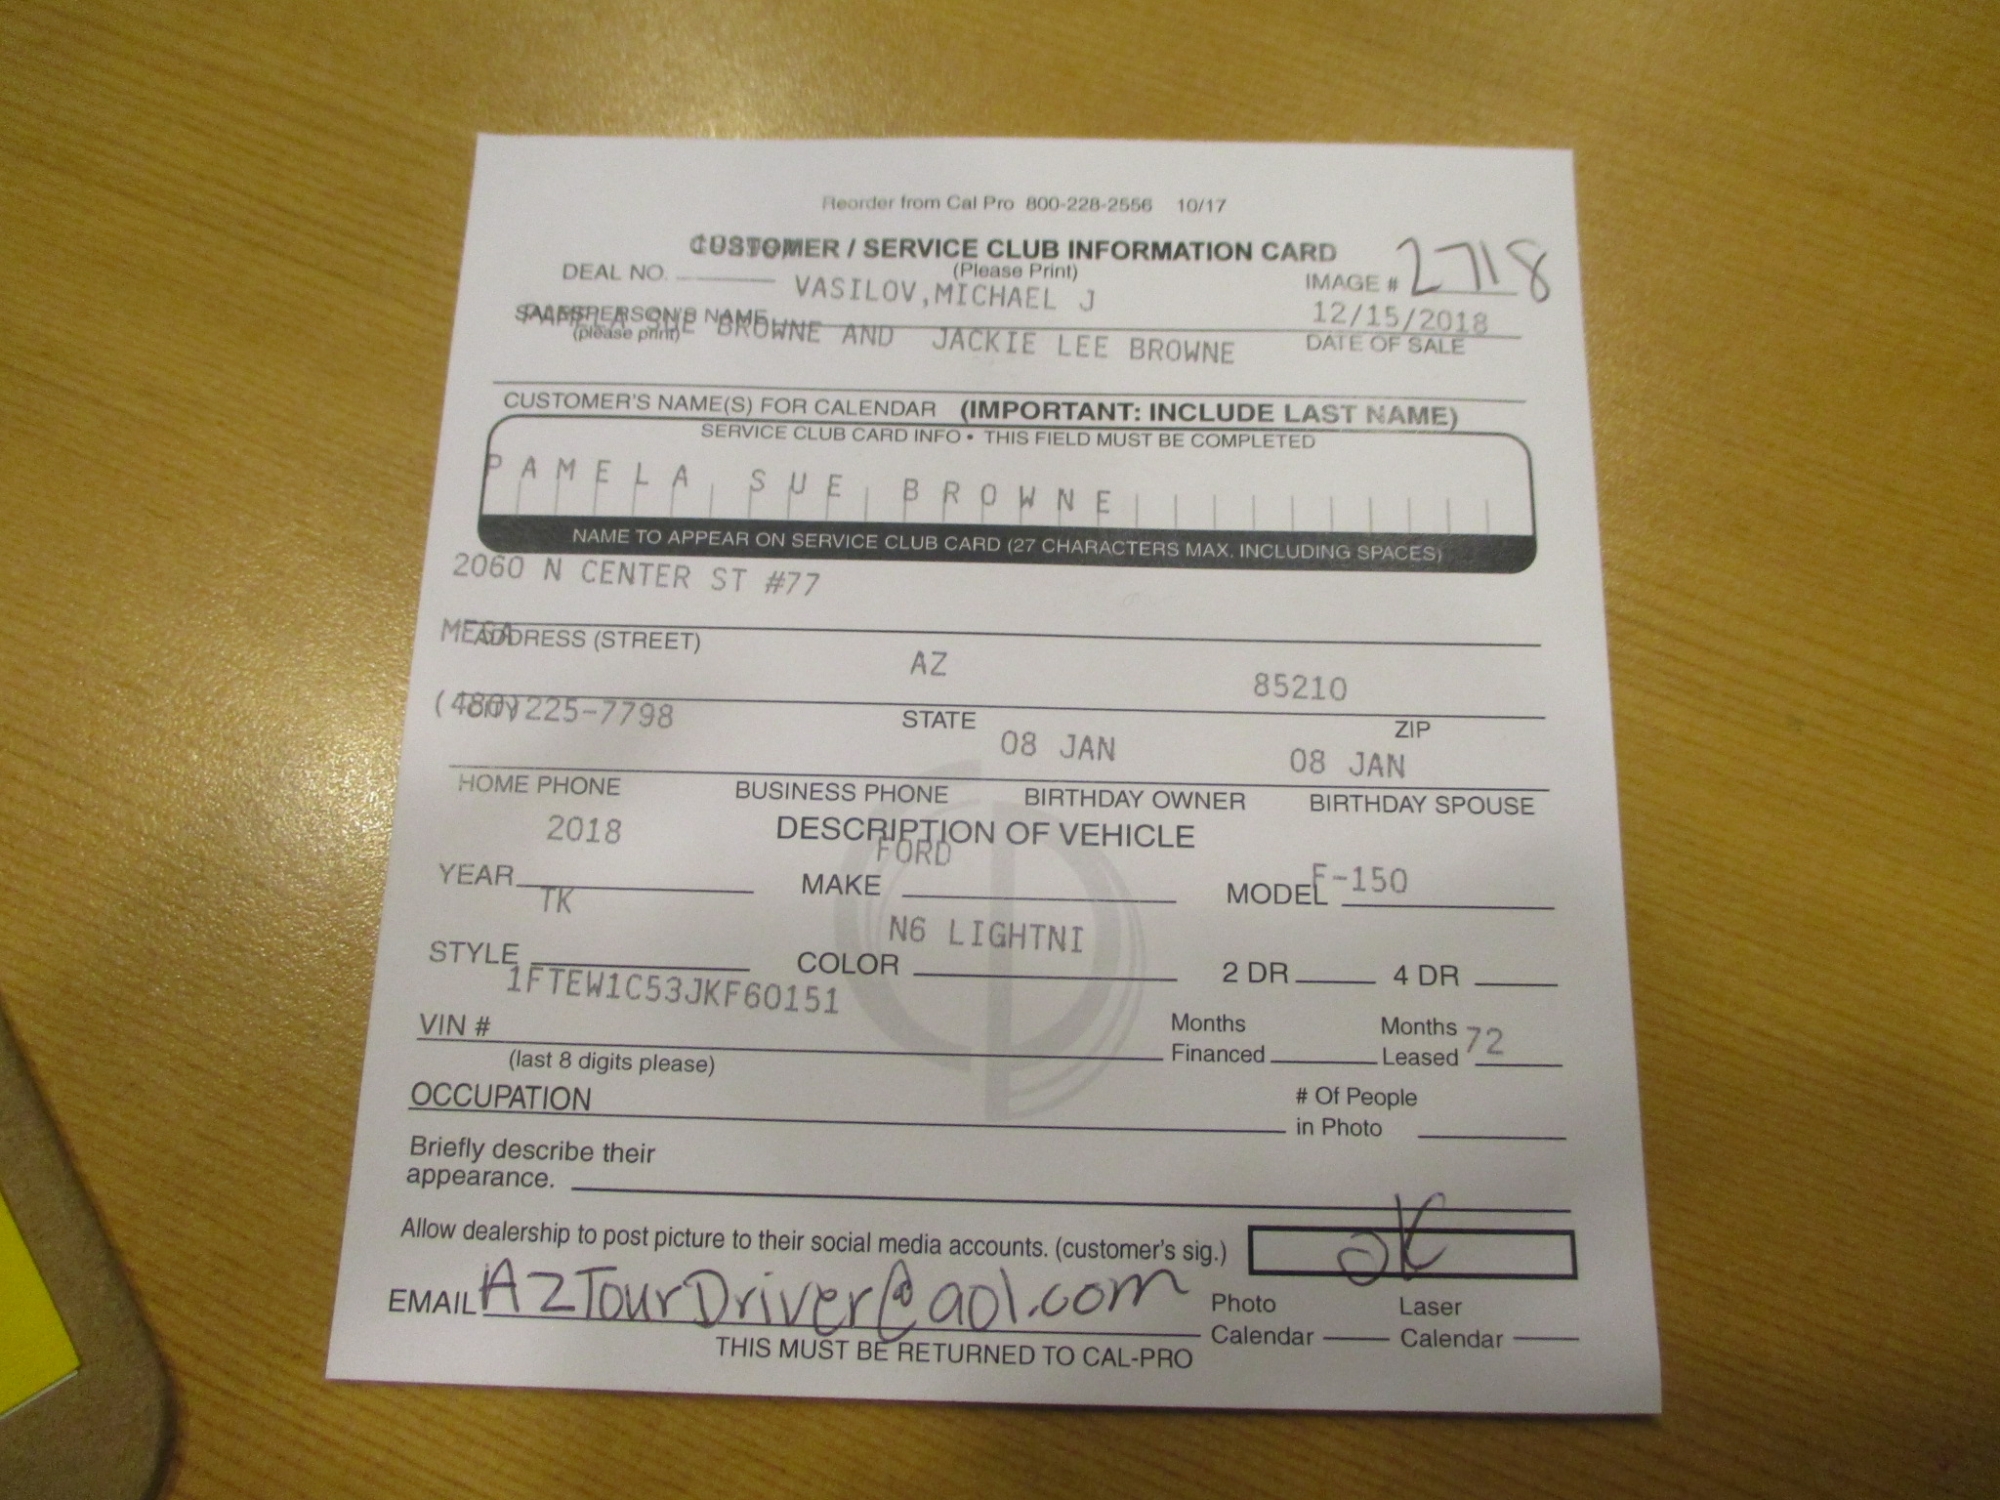 Reorder from Cal Pro 800-228-2556 10/17
CUSTOMER / SERVICE CLUB INFORMATION CARD
(Please Print)
DEAL NO.
VASILOV,MICHAEL J
IMAGE # 2718
SALESPERSON'S NAME
(please print)
12/15/2018
DATE OF SALE
PAMELA SUE BROWNE AND JACKIE LEE BROWNE
CUSTOMER'S NAME(S) FOR CALENDAR (IMPORTANT: INCLUDE LAST NAME)
SERVICE CLUB CARD INFO • THIS FIELD MUST BE COMPLETED
PAMELA SUE BROWNE
NAME TO APPEAR ON SERVICE CLUB CARD (27 CHARACTERS MAX. INCLUDING SPACES)
2060 N CENTER ST #77
ADDRESS (STREET)
MESA AZ 85210
CITY STATE ZIP
(480)225-7798 08 JAN 08 JAN
HOME PHONE BUSINESS PHONE BIRTHDAY OWNER BIRTHDAY SPOUSE
DESCRIPTION OF VEHICLE
YEAR 2018 MAKE FORD MODEL F-150
STYLE TK COLOR N6 LIGHTNI 2 DR 4 DR
VIN # 1FTEW1C53JKF60151
(last 8 digits please)
Months Financed Months Leased 72
OCCUPATION
# Of People in Photo
Briefly describe their
appearance.
Allow dealership to post picture to their social media accounts. (customer's sig.) OK
EMAIL AZTourDriver@aol.com
Photo Calendar Laser Calendar
THIS MUST BE RETURNED TO CAL-PRO